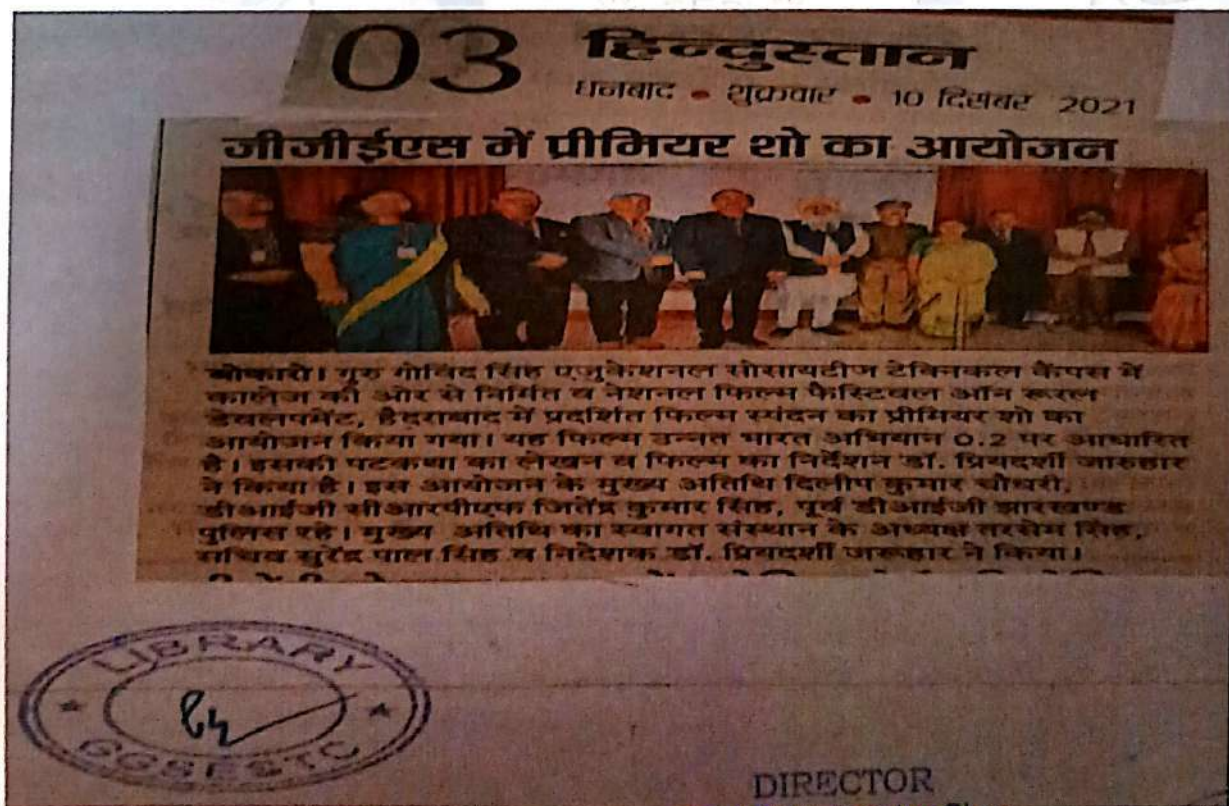 03 हिन्दुस्तान
धनबाद • शुक्रवार • 10 दिसंबर 2021
जीजीईएस में प्रीमियर शो का आयोजन
बोकारो। गुरु गोविंद सिंह एजुकेशनल सोसायटीज टेक्निकल कैंपस में
कालेज की ओर से निर्मित व नेशनल फिल्म फैस्टिवल ऑन रूरल
डेवलपमेंट, हैदराबाद में प्रदर्शित फिल्म स्पंदन का प्रीमियर शो का
आयोजन किया गया। यह फिल्म उन्नत भारत अभियान 0.2 पर आधारित
है। इसकी पटकथा का लेखन व फिल्म का निर्देशन डॉ. प्रियदर्शी जारुहार
ने किया है। इस आयोजन के मुख्य अतिथि दिलीप कुमार चौधरी,
डीआईजी सीआरपीएफ जितेंद्र कुमार सिंह, पूर्व डीआईजी झारखण्ड
पुलिस रहे। मुख्य अतिथि का स्वागत संस्थान के अध्यक्ष तरसेम सिंह,
सचिव सुरेंद्र पाल सिंह व निदेशक डॉ. प्रियदर्शी जरूहार ने किया।
LIBRARY
GGSESTC
DIRECTOR